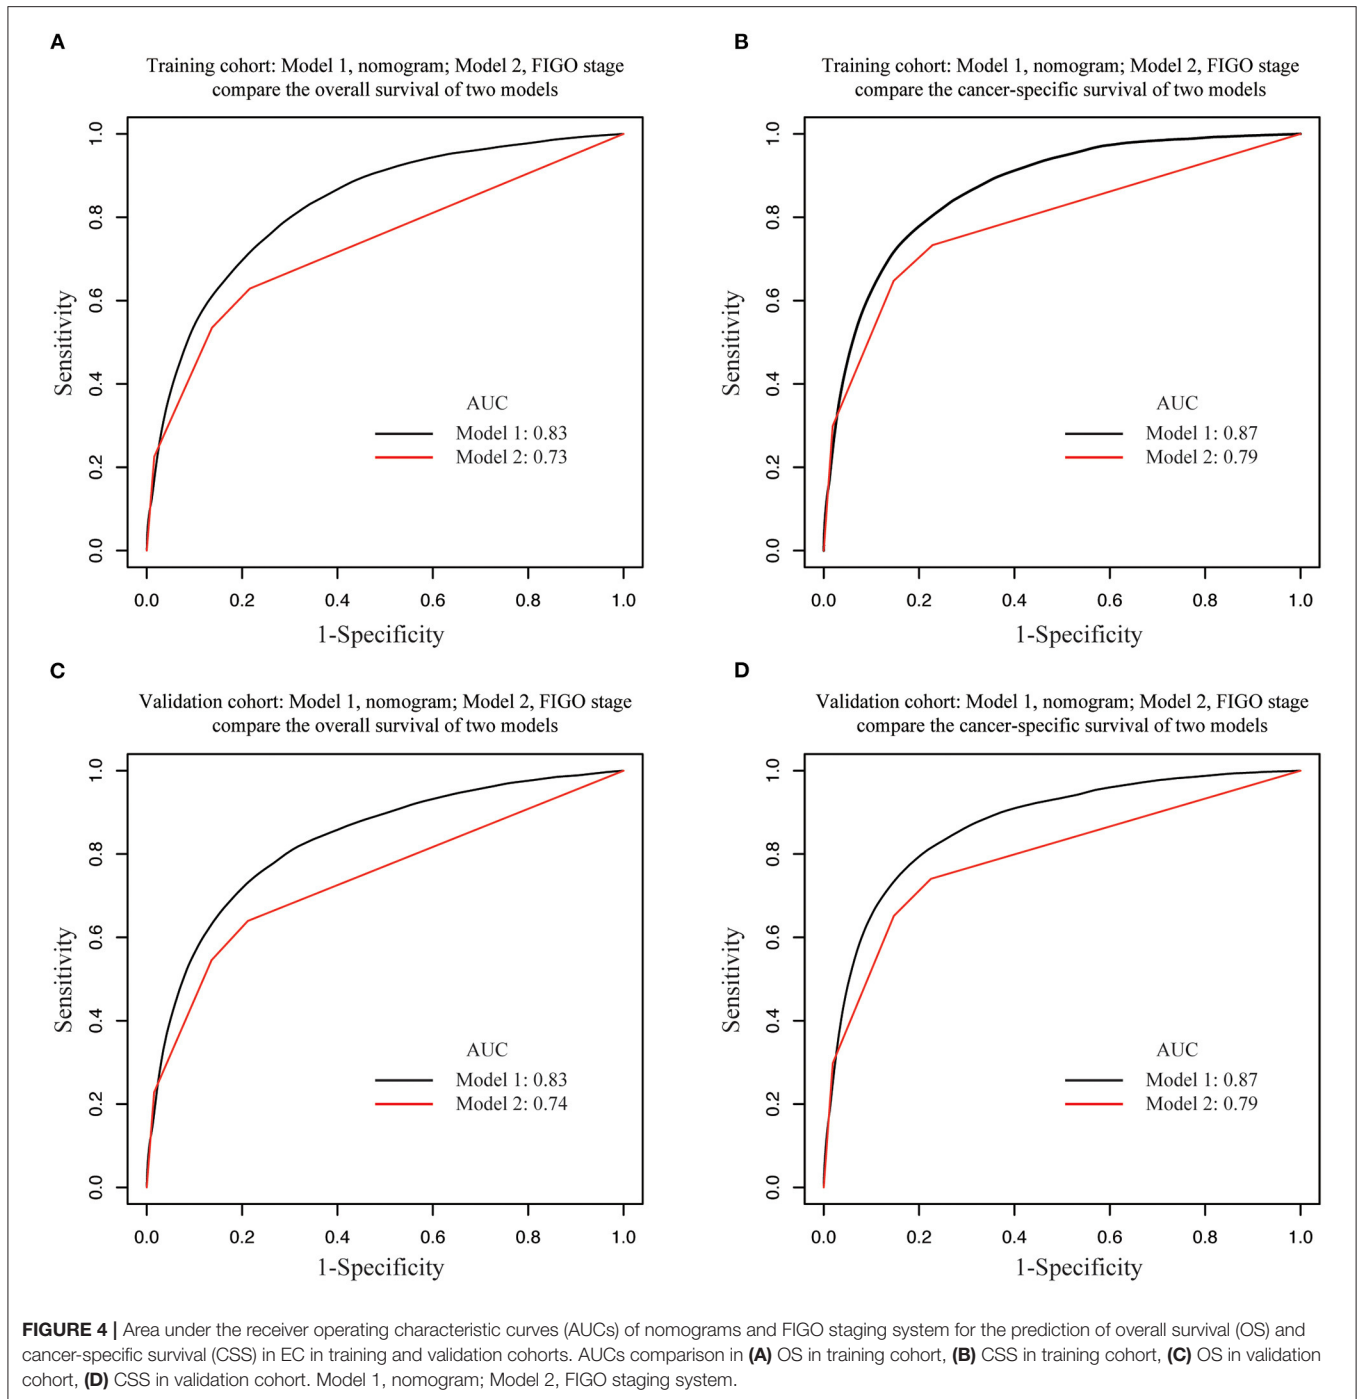 A
Training cohort: Model 1, nomogram; Model 2, FIGO stage
compare the overall survival of two models
1.0
0.8
0.6
0.4
0.2
0.0
Sensitivity
AUC
Model 1: 0.83
Model 2: 0.73
0.0 0.2 0.4 0.6 0.8 1.0
1-Specificity
B
Training cohort: Model 1, nomogram; Model 2, FIGO stage
compare the cancer-specific survival of two models
1.0
0.8
0.6
0.4
0.2
0.0
Sensitivity
AUC
Model 1: 0.87
Model 2: 0.79
0.0 0.2 0.4 0.6 0.8 1.0
1-Specificity
C
Validation cohort: Model 1, nomogram; Model 2, FIGO stage
compare the overall survival of two models
1.0
0.8
0.6
0.4
0.2
0.0
Sensitivity
AUC
Model 1: 0.83
Model 2: 0.74
0.0 0.2 0.4 0.6 0.8 1.0
1-Specificity
D
Validation cohort: Model 1, nomogram; Model 2, FIGO stage
compare the cancer-specific survival of two models
1.0
0.8
0.6
0.4
0.2
0.0
Sensitivity
AUC
Model 1: 0.87
Model 2: 0.79
0.0 0.2 0.4 0.6 0.8 1.0
1-Specificity
FIGURE 4 | Area under the receiver operating characteristic curves (AUCs) of nomograms and FIGO staging system for the prediction of overall survival (OS) and
cancer-specific survival (CSS) in EC in training and validation cohorts. AUCs comparison in (A) OS in training cohort, (B) CSS in training cohort, (C) OS in validation
cohort, (D) CSS in validation cohort. Model 1, nomogram; Model 2, FIGO staging system.